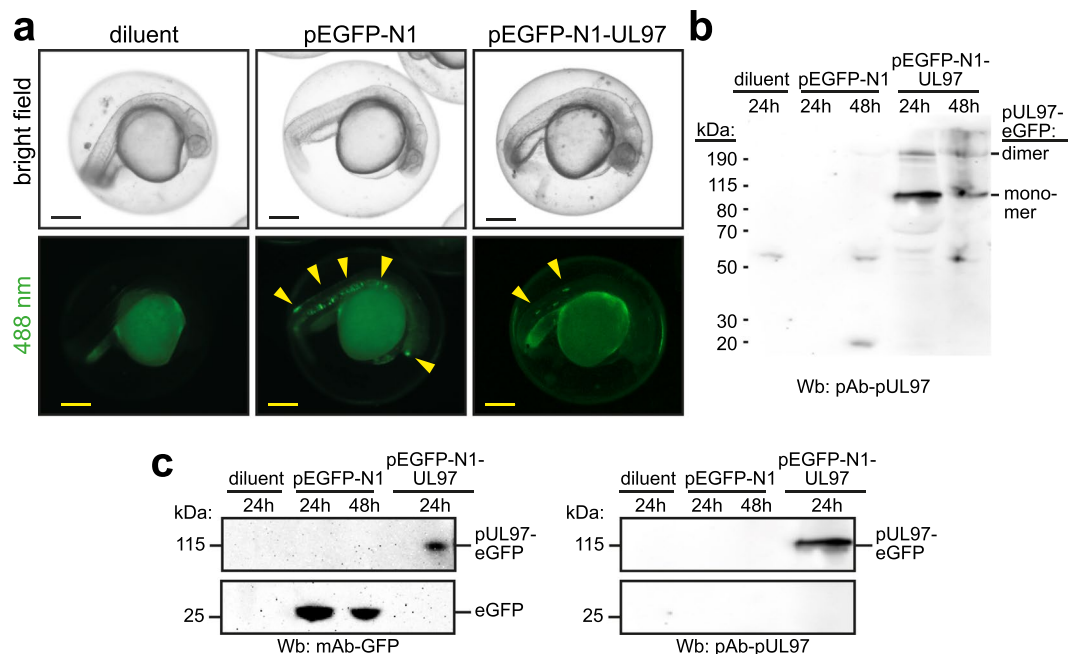 a
diluent
pEGFP-N1
pEGFP-N1-UL97
bright field
488 nm
b
diluent
pEGFP-N1
pEGFP-N1-
UL97
24h
24h
48h
24h
48h
pUL97-
eGFP:
kDa:
190
115
80
70
50
30
20
dimer
mono-
mer
Wb: pAb-pUL97
c
diluent
pEGFP-N1
pEGFP-N1-
UL97
24h
24h
48h
24h
kDa:
115
pUL97-
eGFP
25
eGFP
Wb: mAb-GFP
diluent
pEGFP-N1
pEGFP-N1-
UL97
24h
24h
48h
24h
kDa:
115
pUL97-
eGFP
25
Wb: pAb-pUL97